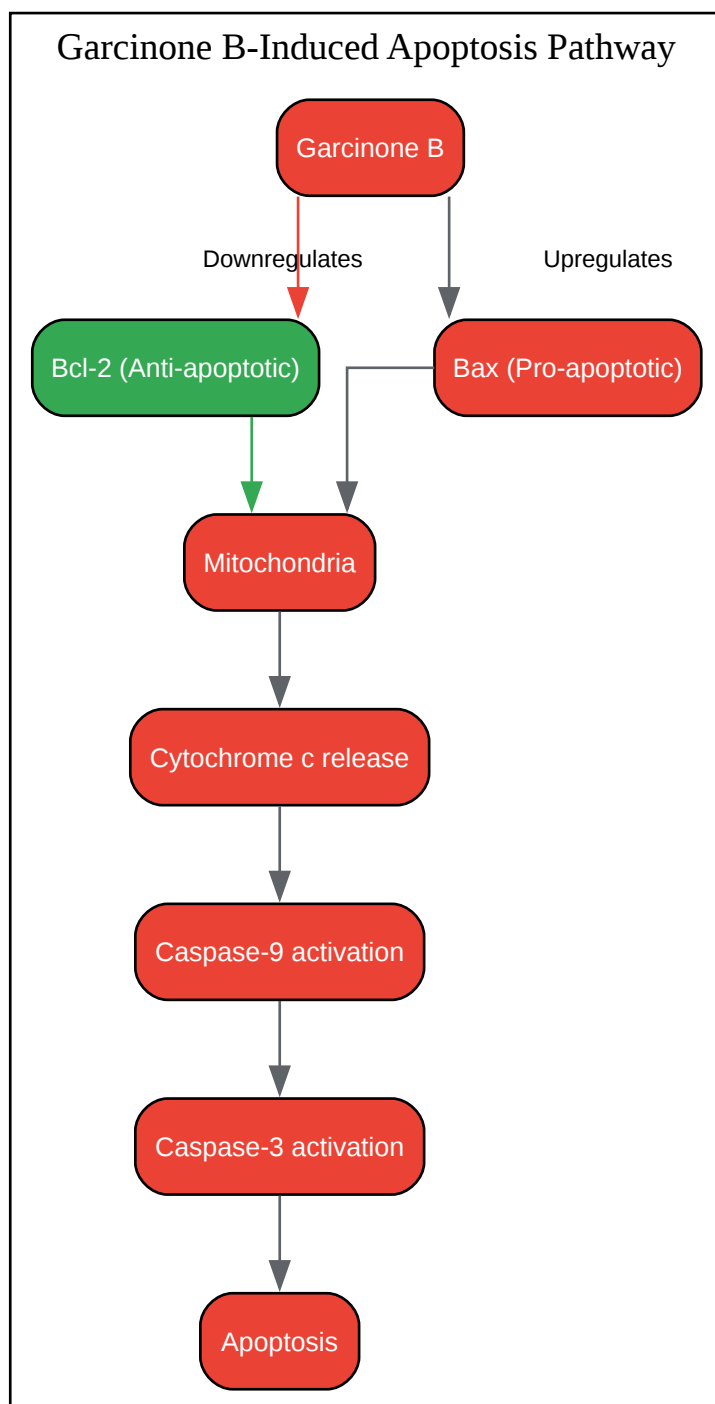 Garcinone B-Induced Apoptosis Pathway
Garcinone B
Downregulates
Upregulates
Bcl-2 (Anti-apoptotic)
Bax (Pro-apoptotic)
Mitochondria
Cytochrome c release
Caspase-9 activation
Caspase-3 activation
Apoptosis